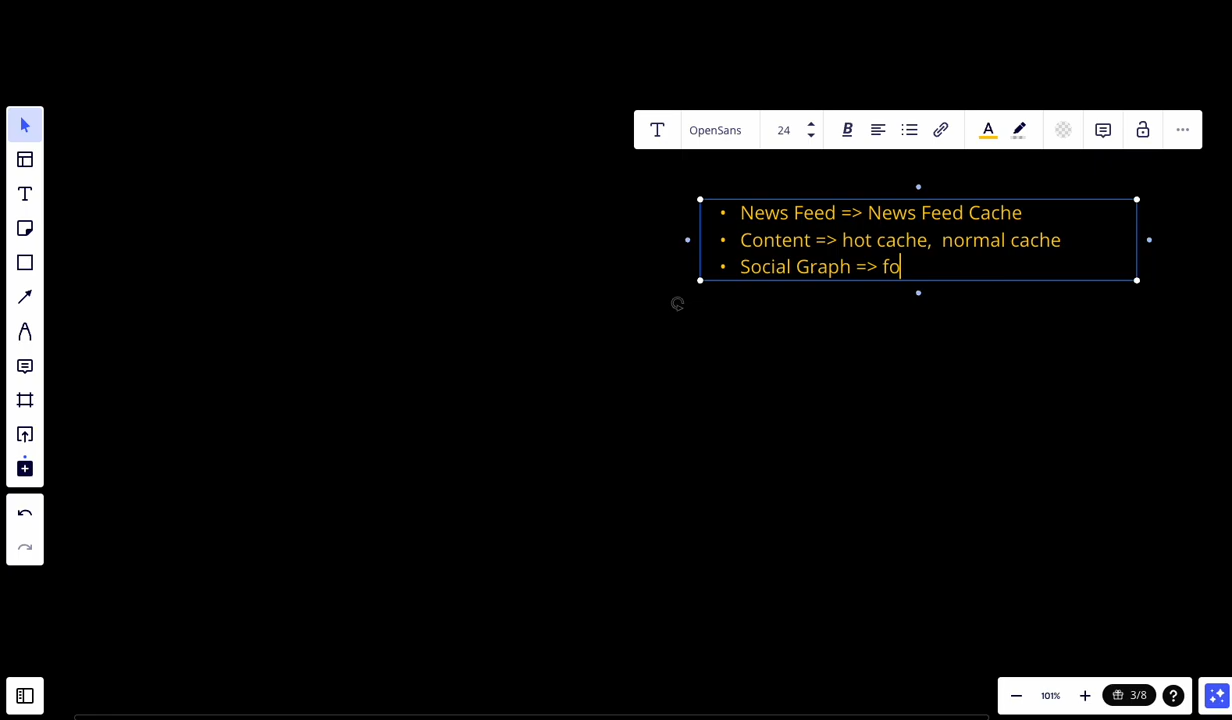 OpenSans
24
B
A
• News Feed => News Feed Cache
• Content => hot cache, normal cache
• Social Graph => fo
101%
3/8
?